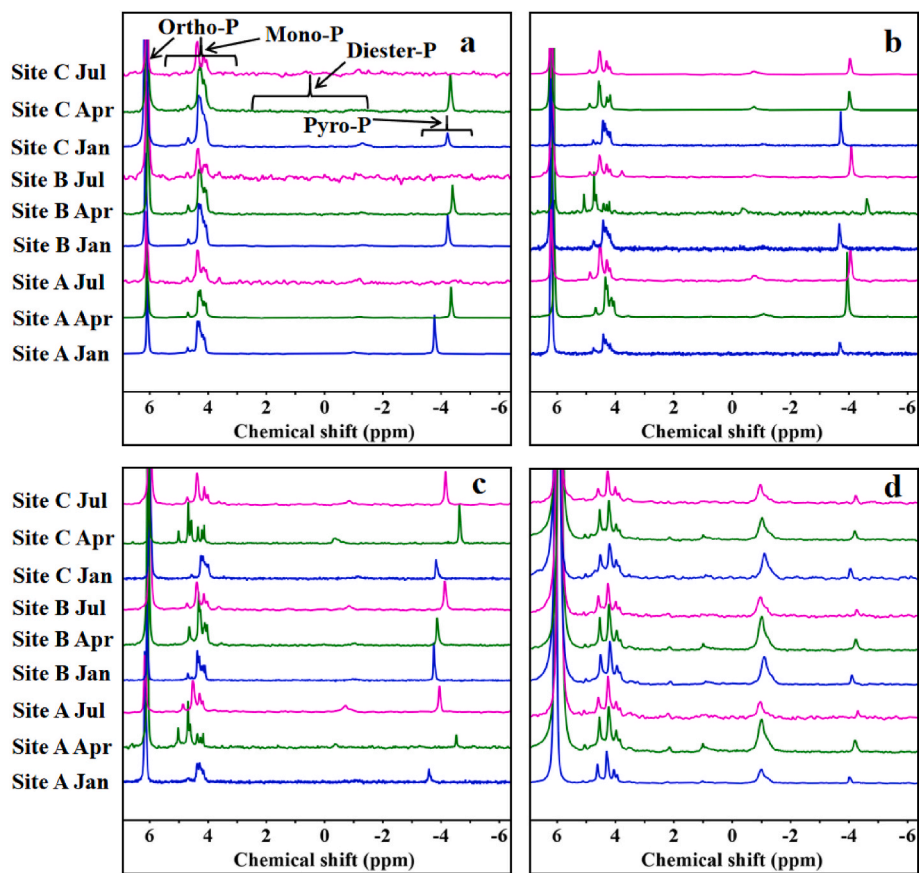 Ortho-P
Mono-P
a
b
Diester-P
Pyro-P
Site C Jul
Site C Apr
Site C Jan
Site B Jul
Site B Apr
Site B Jan
Site A Jul
Site A Apr
Site A Jan
6 4 2 0 -2 -4 -6
6 4 2 0 -2 -4 -6
Chemical shift (ppm)
Chemical shift (ppm)
c
d
Site C Jul
Site C Apr
Site C Jan
Site B Jul
Site B Apr
Site B Jan
Site A Jul
Site A Apr
Site A Jan
6 4 2 0 -2 -4 -6
6 4 2 0 -2 -4 -6
Chemical shift (ppm)
Chemical shift (ppm)